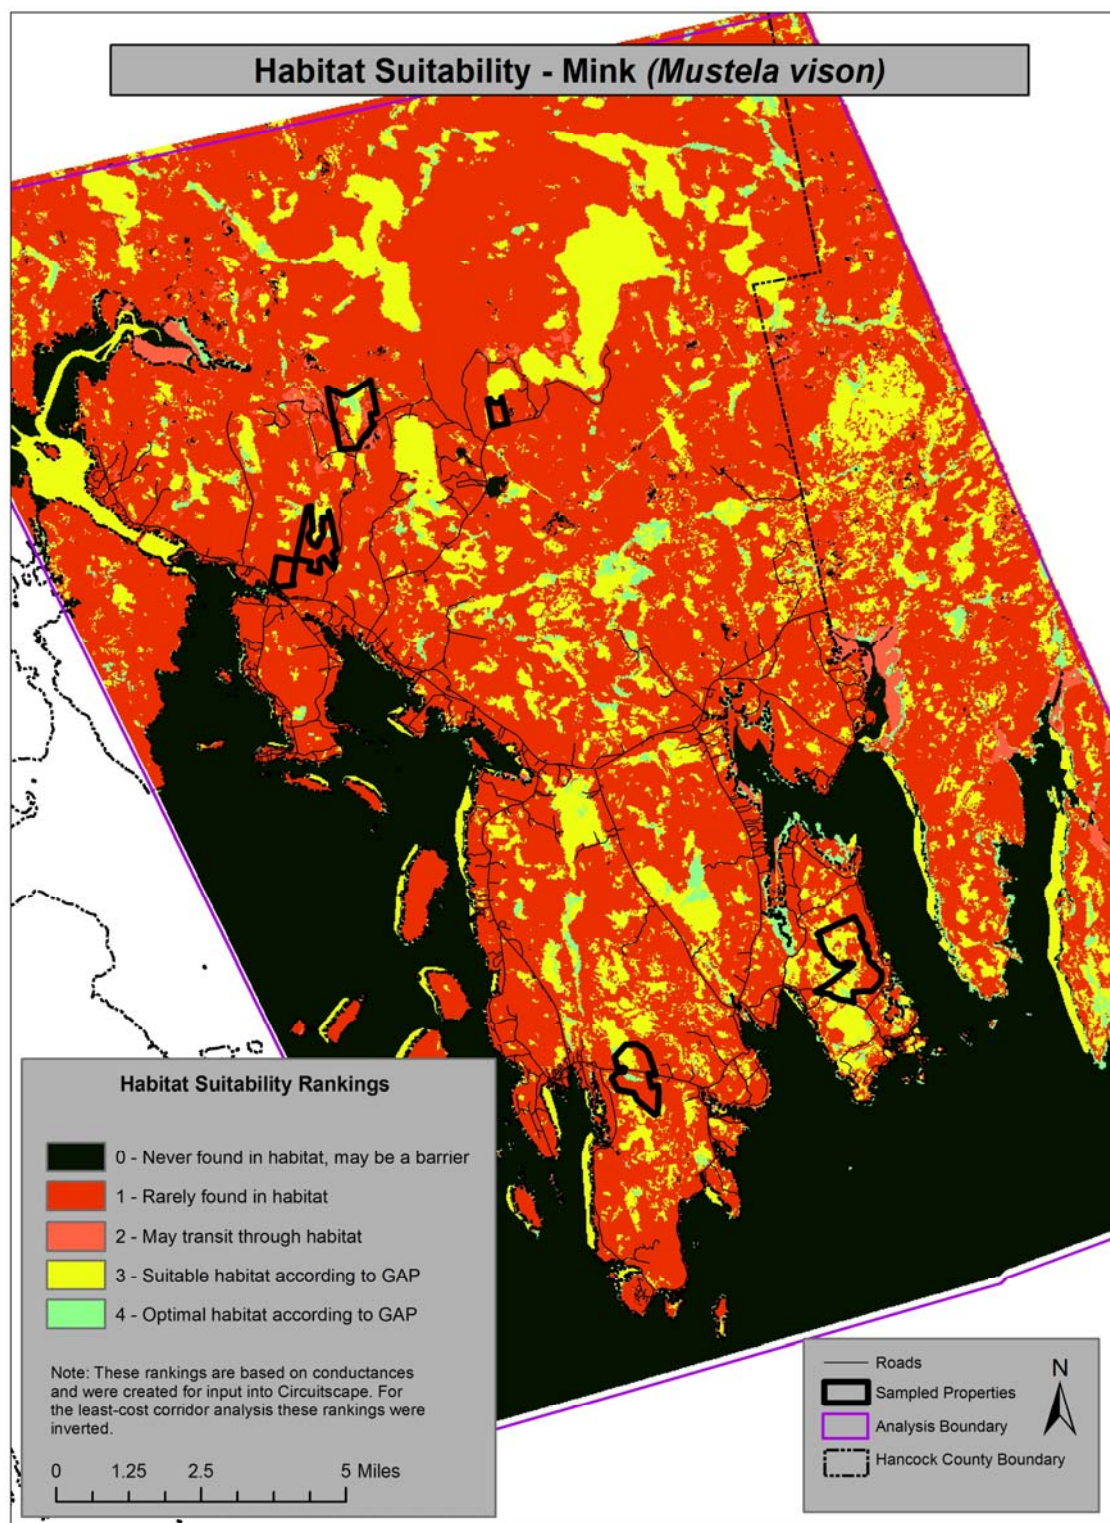 Habitat Suitability - Mink (Mustela vison)
Habitat Suitability Rankings
0 - Never found in habitat, may be a barrier
1 - Rarely found in habitat
2 - May transit through habitat
3 - Suitable habitat according to GAP
4 - Optimal habitat according to GAP
Note: These rankings are based on conductances
and were created for input into Circuitscape. For
the least-cost corridor analysis these rankings were
inverted.
0 1.25 2.5 5 Miles
Roads
Sampled Properties
Analysis Boundary
Hancock County Boundary
N